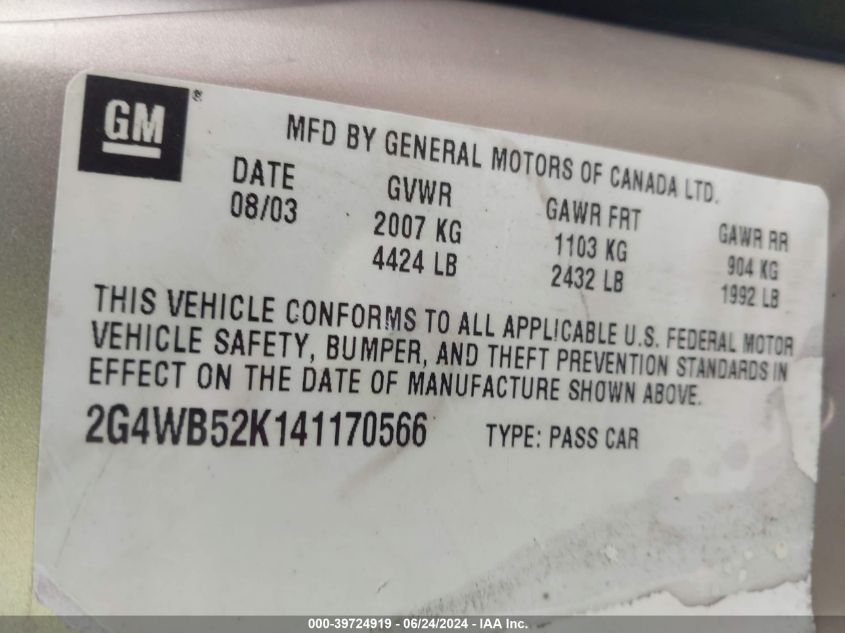 GM®
MFD BY GENERAL MOTORS OF CANADA LTD.
DATE GVWR GAWR FRT GAWR RR
08/03 2007 KG 1103 KG 904 KG
4424 LB 2432 LB 1992 LB
THIS VEHICLE CONFORMS TO ALL APPLICABLE U.S. FEDERAL MOTOR
VEHICLE SAFETY, BUMPER, AND THEFT PREVENTION STANDARDS IN
EFFECT ON THE DATE OF MANUFACTURE SHOWN ABOVE.
2G4WB52K141170566 TYPE: PASS CAR
000-39724919 - 06/24/2024 - IAA Inc.